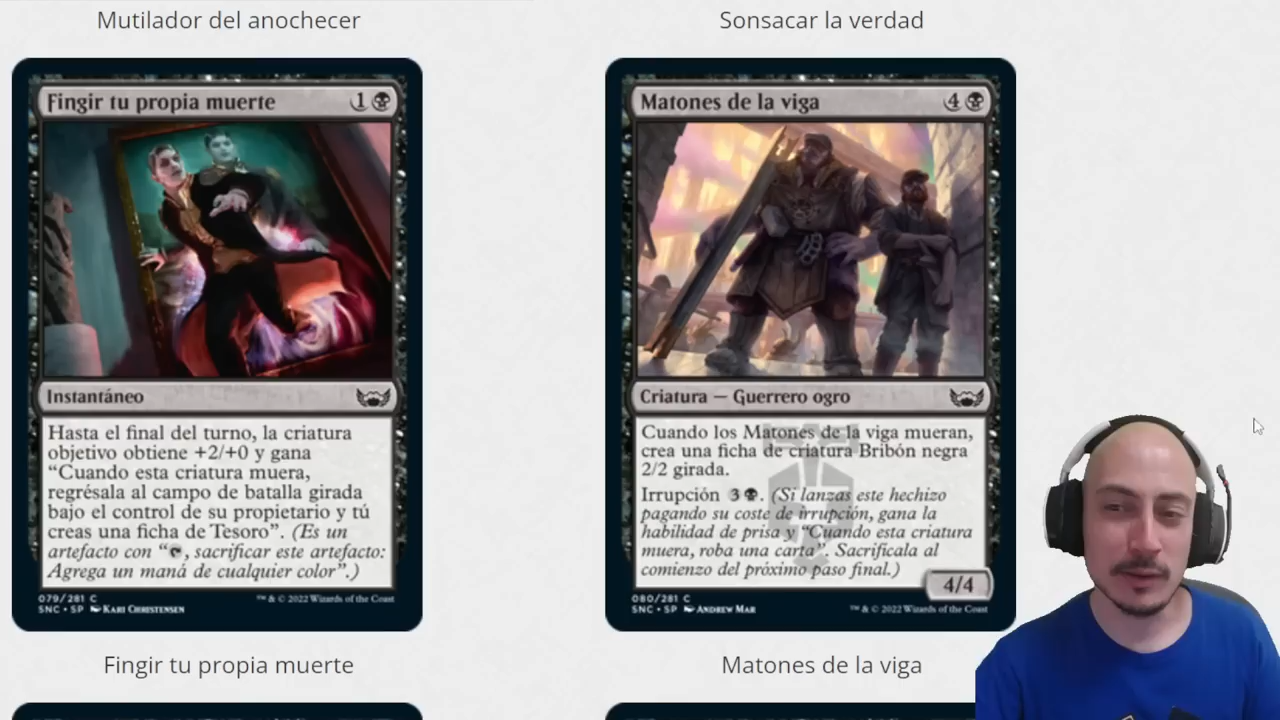 Mutilador del anochecer
Sonsacar la verdad
Fingir tu propia muerte 1
Instantáneo
Hasta el final del turno, la criatura
objetivo obtiene +2/+0 y gana
“Cuando esta criatura muera,
regrésala al campo de batalla girada
bajo el control de su propietario y tú
creas una ficha de Tesoro”. (Es un
artefacto con “, sacrificar este artefacto:
Agrega un maná de cualquier color”.)
079/281 C
SNC • SP KARI CHRISTENSEN
™ & © 2022 Wizards of the Coast
Matones de la viga 4
Criatura — Guerrero ogro
Cuando los Matones de la viga mueran,
crea una ficha de criatura Bribón negra
2/2 girada.
Irrupción 3. (Si lanzas este hechizo
pagando su coste de irrupción, gana la
habilidad de prisa y “Cuando esta criatura
muera, roba una carta”. Sacrifícala al
comienzo del próximo paso final.)
4/4
080/281 C
SNC • SP ANDREW MAR
™ & © 2022 Wizards of the Coast
Fingir tu propia muerte
Matones de la viga